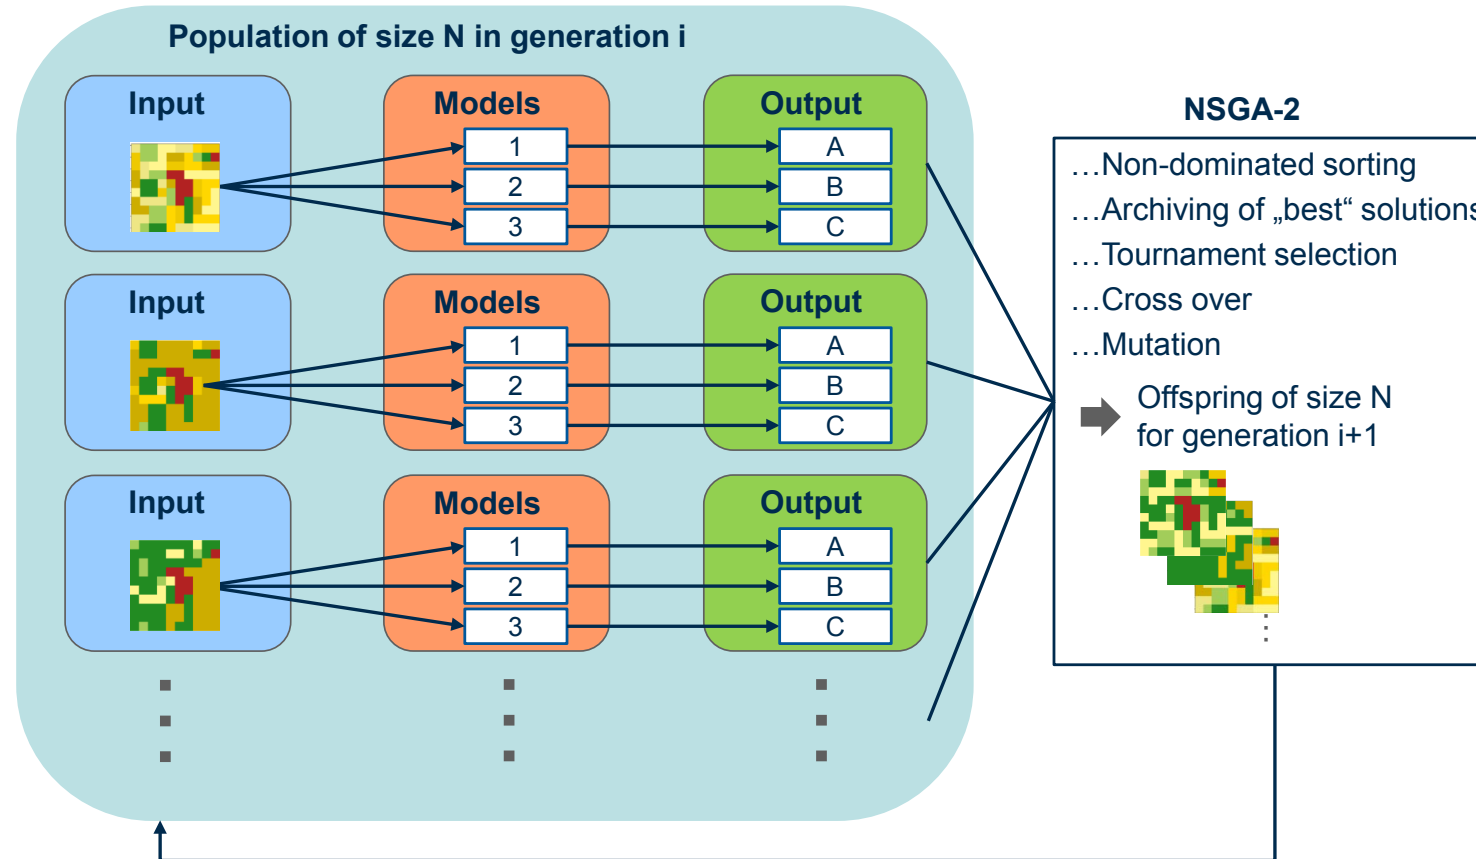 Population of size N in generation i
Input
Models
Output
1
A
2
B
3
C
Input
Models
Output
1
A
2
B
3
C
Input
Models
Output
1
A
2
B
3
C
NSGA-2
…Non-dominated sorting
…Archiving of „best“ solutions
…Tournament selection
…Cross over
…Mutation
Offspring of size N
for generation i+1